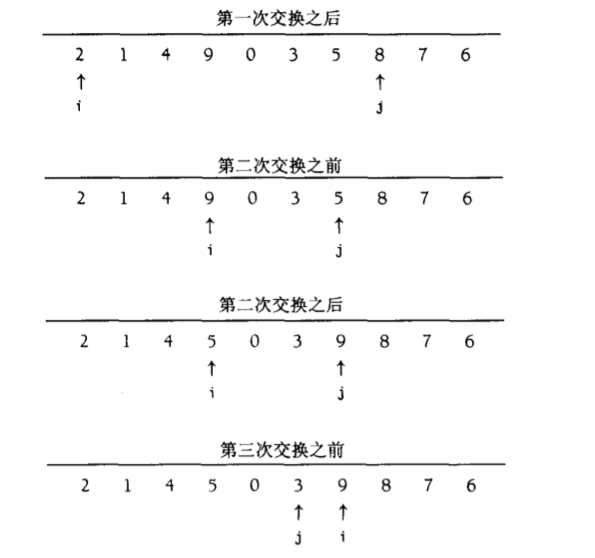 第一次交换之后
2 1 4 9 0 3 5 8 7 6
↑ ↑
i j
第二次交换之前
2 1 4 9 0 3 5 8 7 6
↑ ↑
i j
第二次交换之后
2 1 4 5 0 3 9 8 7 6
↑ ↑
i j
第三次交换之前
2 1 4 5 0 3 9 8 7 6
↑ ↑
j i